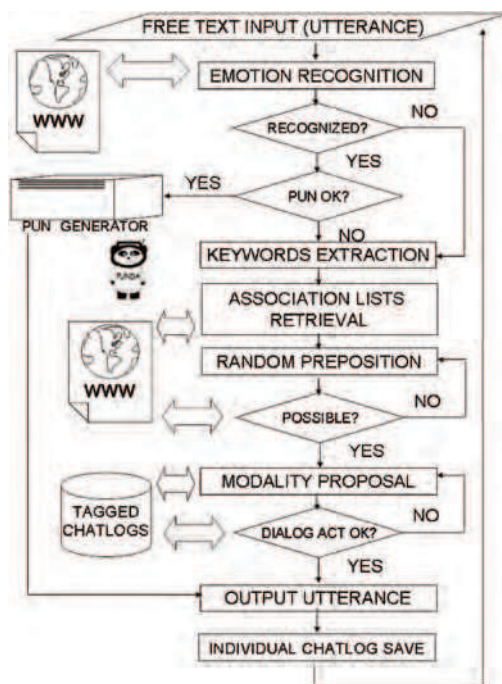 FREE TEXT INPUT (UTTERANCE)
EMOTION RECOGNITION
WWW
RECOGNIZED?
NO
YES
YES
PUN OK?
PUN GENERATOR
NO
KEYWORDS EXTRACTION
PUNDA
ASSOCIATION LISTS
RETRIEVAL
RANDOM PREPOSITION
WWW
NO
POSSIBLE?
YES
MODALITY PROPOSAL
TAGGED
CHATLOGS
NO
DIALOG ACT OK?
YES
OUTPUT UTTERANCE
INDIVIDUAL CHATLOG SAVE